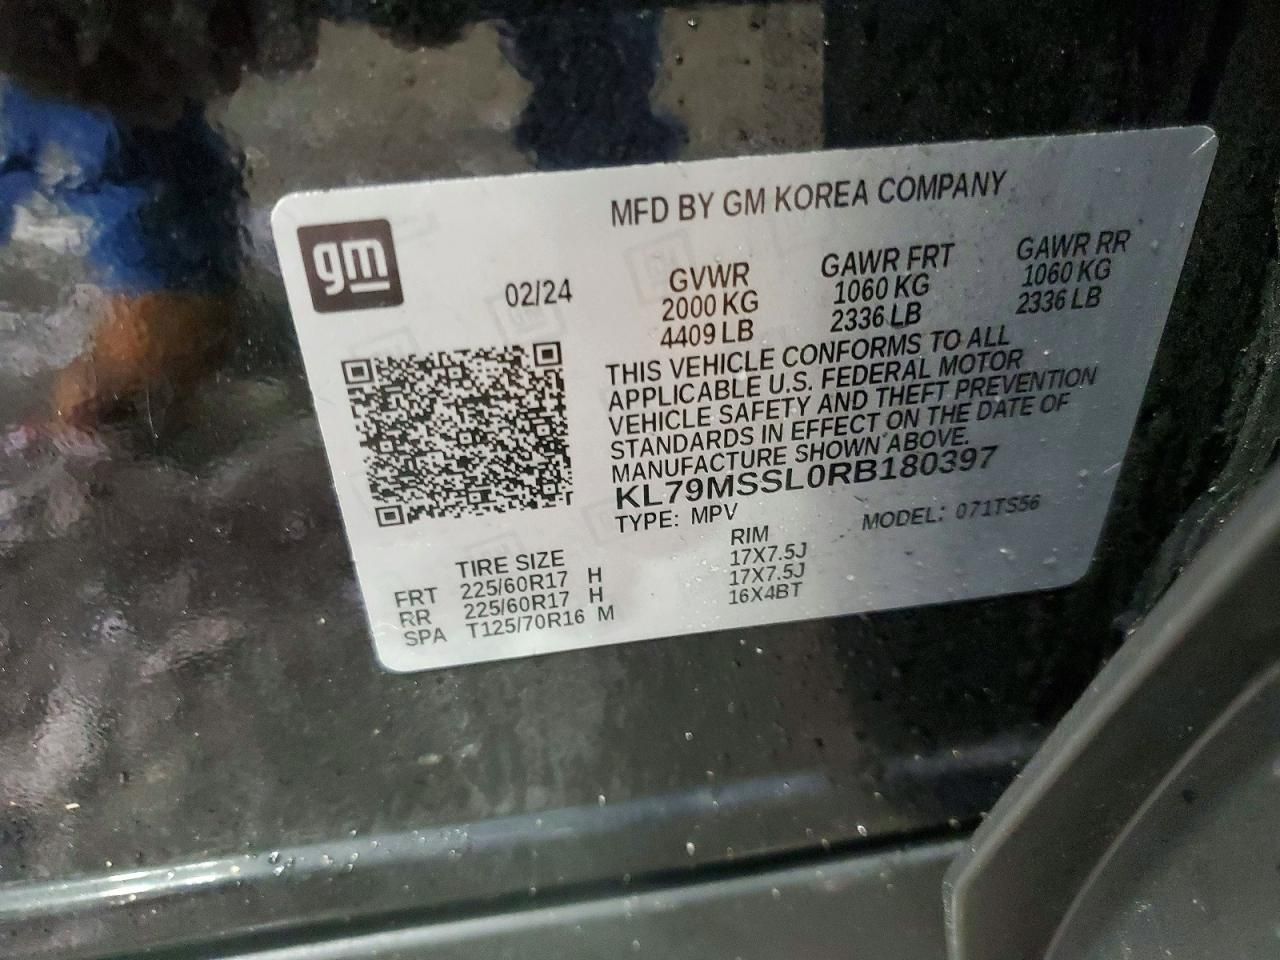 gm
MFD BY GM KOREA COMPANY
02/24
GVWR GAWR FRT GAWR RR
2000 KG 1060 KG 1060 KG
4409 LB 2336 LB 2336 LB
THIS VEHICLE CONFORMS TO ALL
APPLICABLE U.S. FEDERAL MOTOR
VEHICLE SAFETY AND THEFT PREVENTION
STANDARDS IN EFFECT ON THE DATE OF
MANUFACTURE SHOWN ABOVE.
KL79MSSL0RB180397
TYPE: MPV MODEL: 071TS56
TIRE SIZE RIM
FRT 225/60R17 H 17X7.5J
RR 225/60R17 H 17X7.5J
SPA T125/70R16 M 16X4BT